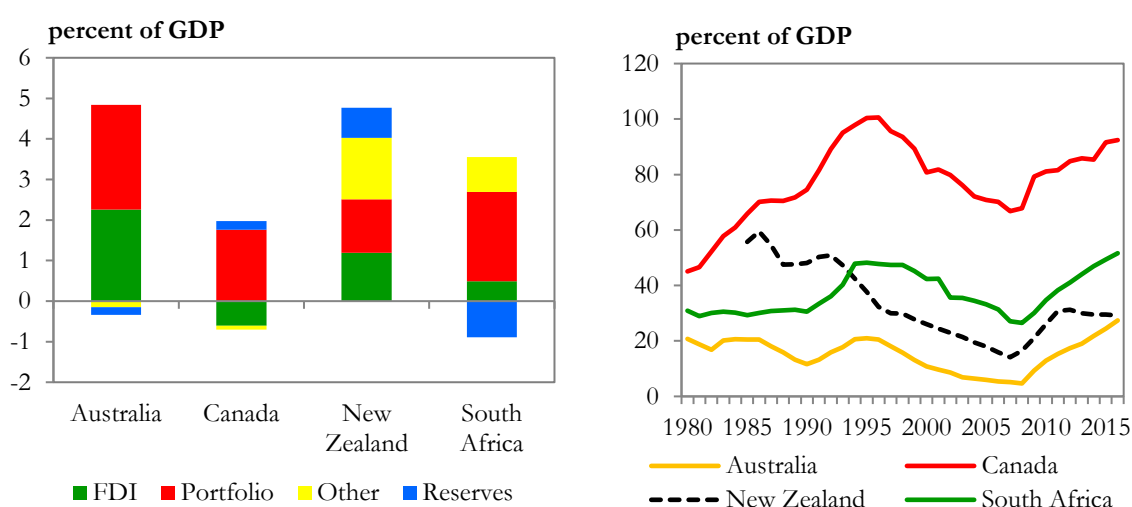 percent of GDP
6
5
4
3
2
1
0
-1
-2
Australia Canada New Zealand South Africa
FDI Portfolio Other Reserves
percent of GDP
120
100
80
60
40
20
0
1980 1985 1990 1995 2000 2005 2010 2015
Australia Canada
New Zealand South Africa